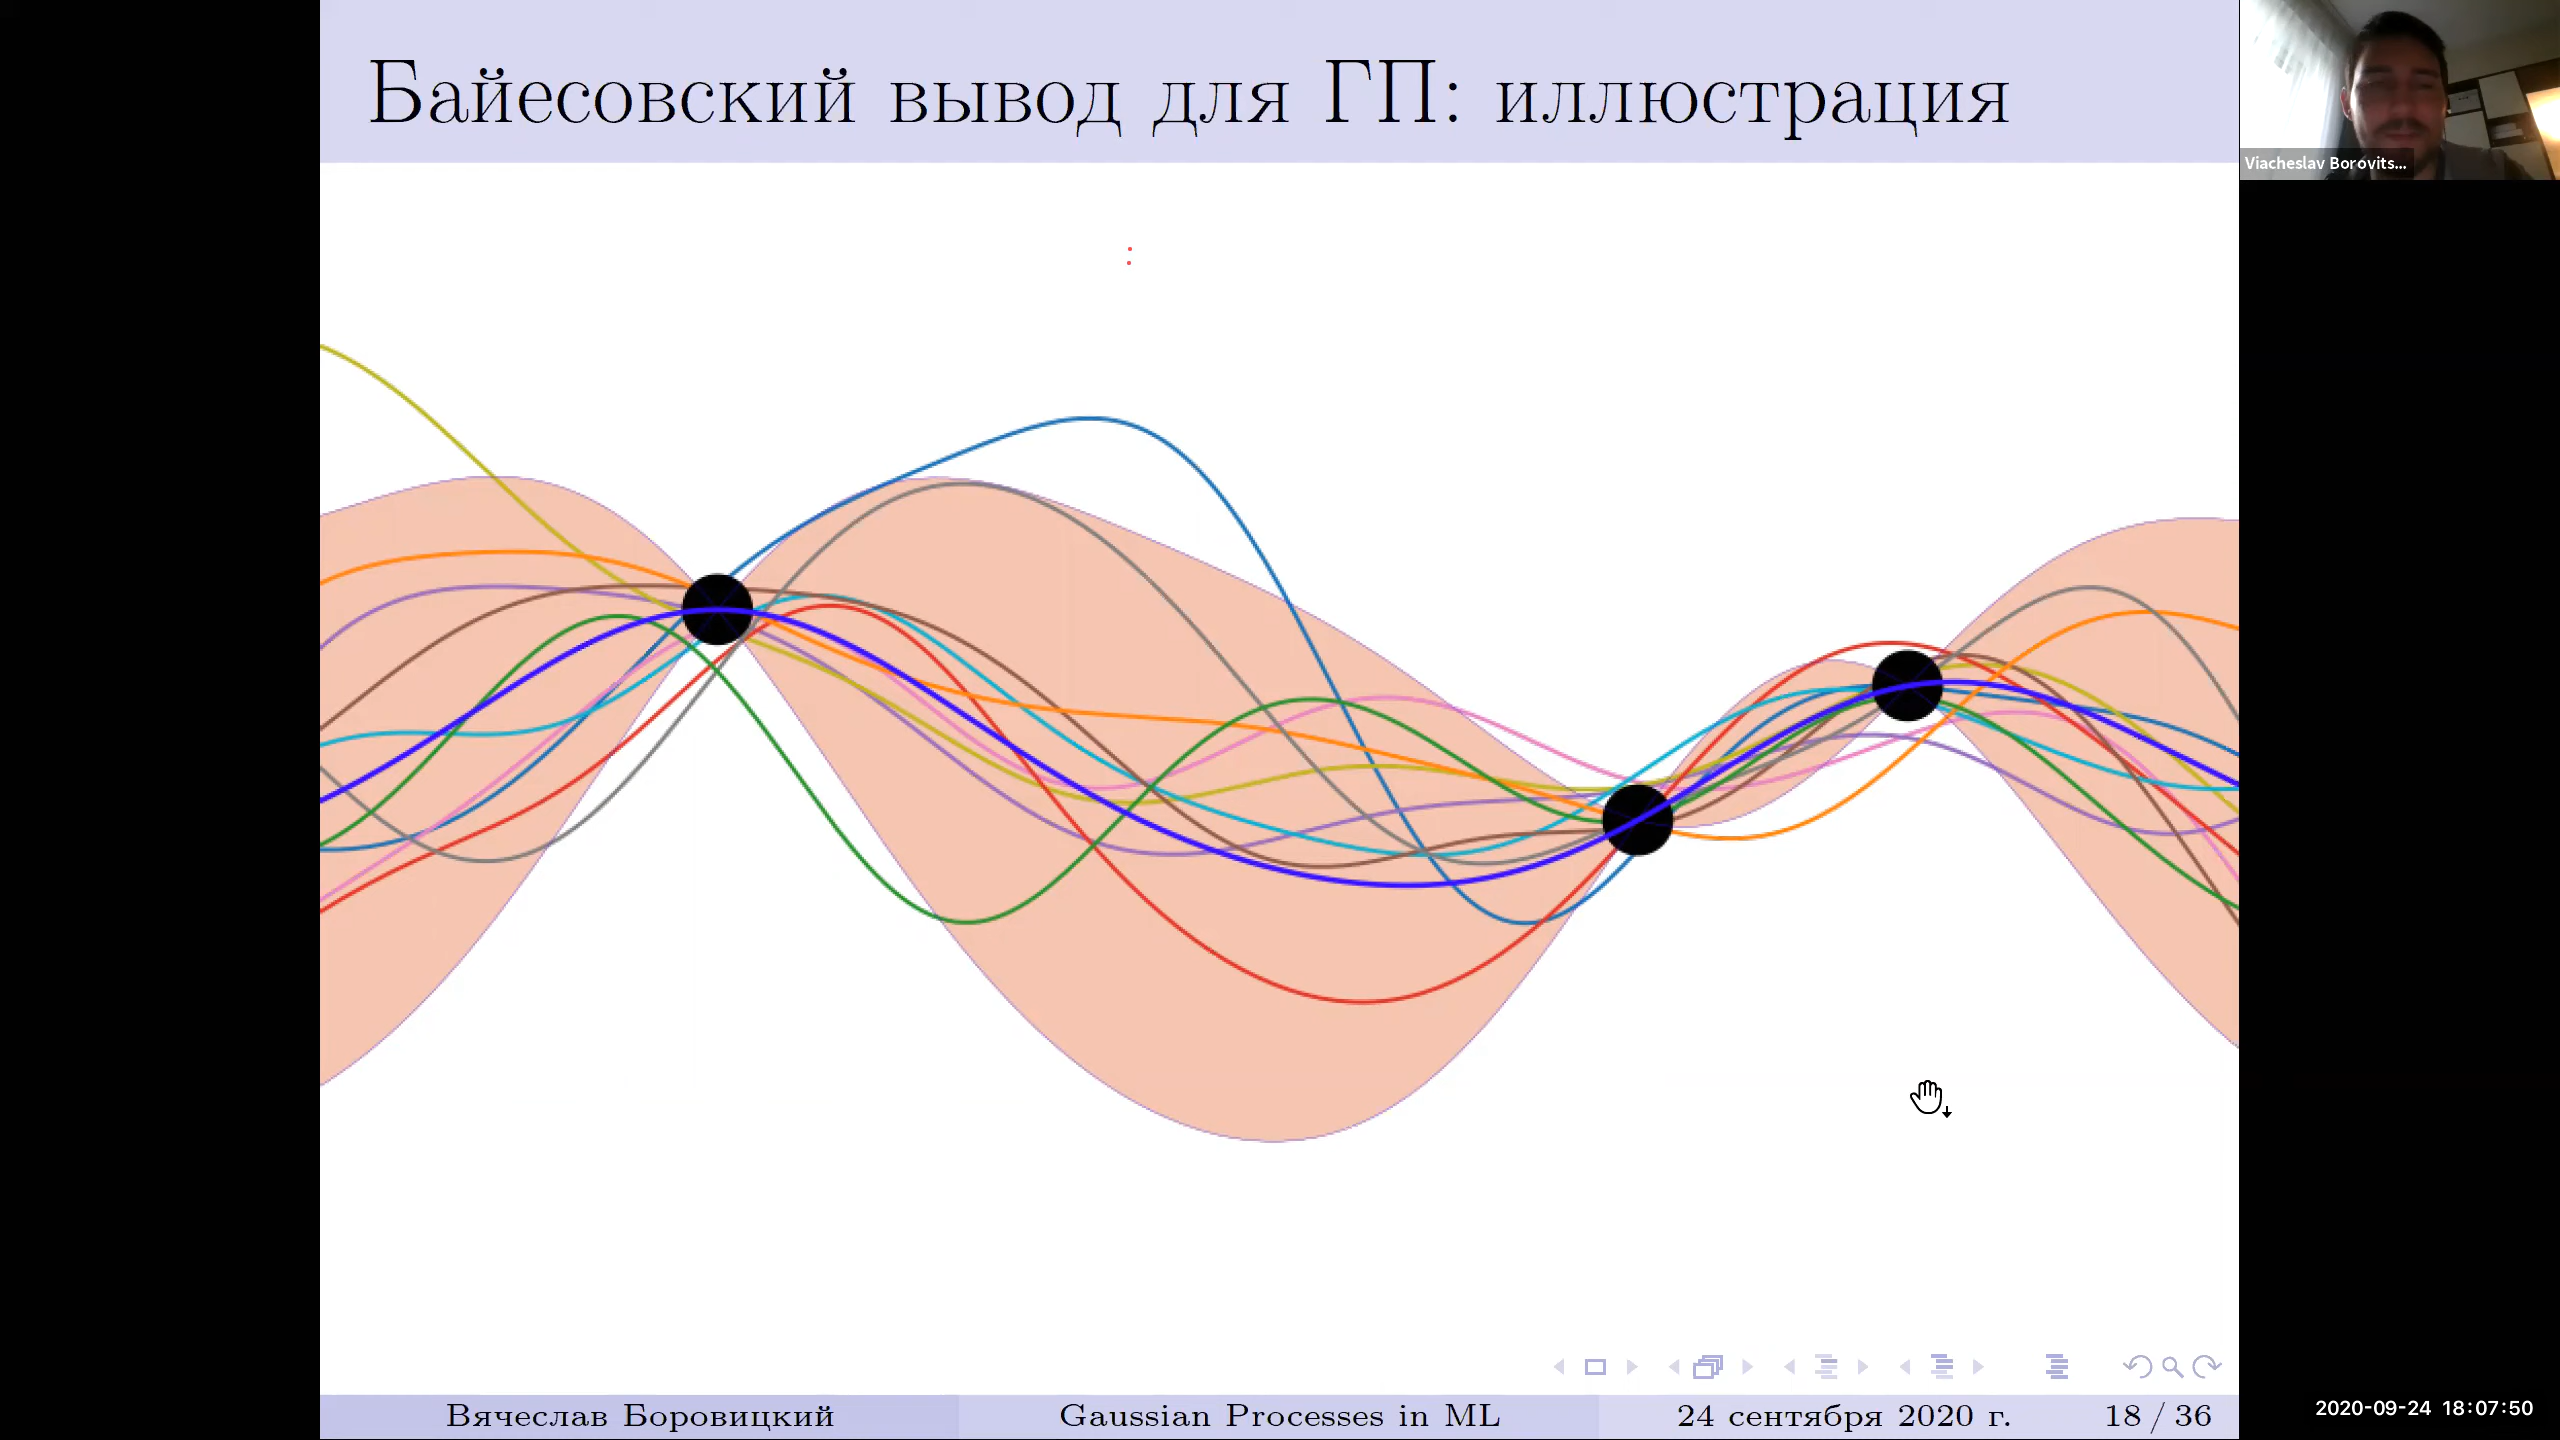 Байесовский вывод для ГП: иллюстрация
Viacheslav Borovits...
Вячеслав Боровицкий
Gaussian Processes in ML
24 сентября 2020 г.
18 / 36
2020-09-24 18:07:50